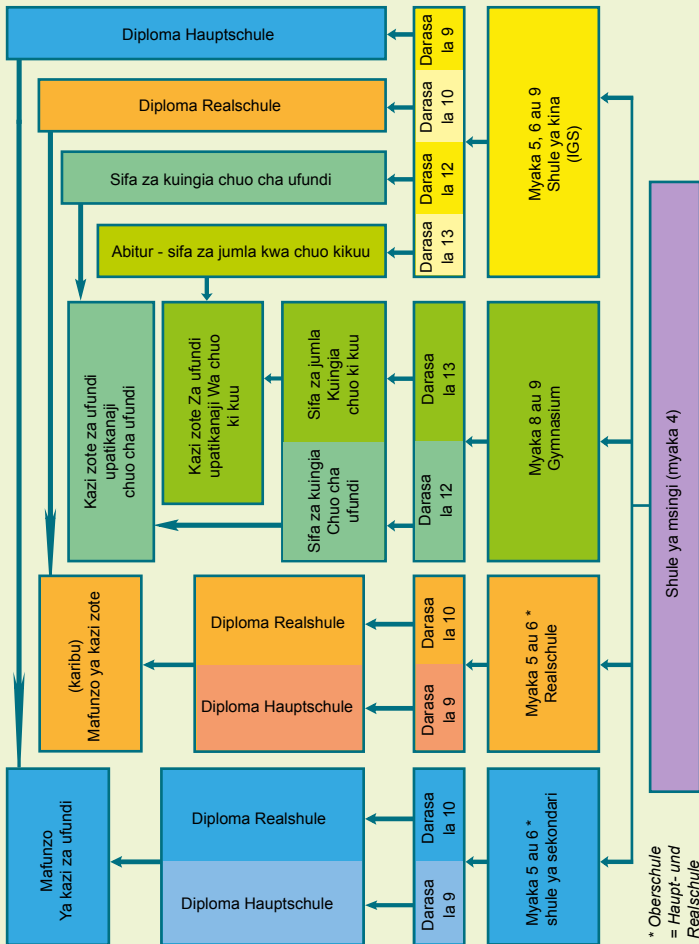 Diploma Hauptschule
Darasa
la 9
Diploma Realschule
Darasa
la 10
Sifa za kuingia chuo cha ufundi
Darasa
la 12
Abitur - sifa za jumla kwa chuo kikuu
Darasa
la 13
Myaka 5, 6 au 9
Shule ya kina
(IGS)
Kazi zote za ufundi
upatikanaji
chuo cha ufundi
Kazi zote Za ufundi
upatikanaji Wa chuo
ki kuu
Sifa za jumla
Kuingia
chuo ki kuu
Sifa za kuingia
Chuo cha
ufundi
Darasa
la 13
Darasa
la 12
Myaka 8 au 9
Gymnasium
(karibu)
Mafunzo ya kazi zote
Diploma Realshule
Diploma Hauptschule
Darasa
la 10
Darasa
la 9
Myaka 5 au 6 *
Realschule
Mafunzo
Ya kazi za ufundi
Diploma Realshule
Diploma Hauptschule
Darasa
la 10
Darasa
la 9
Myaka 5 au 6 *
shule ya sekondari
Shule ya msingi (myaka 4)
* Oberschule
= Haupt- und
Realschule